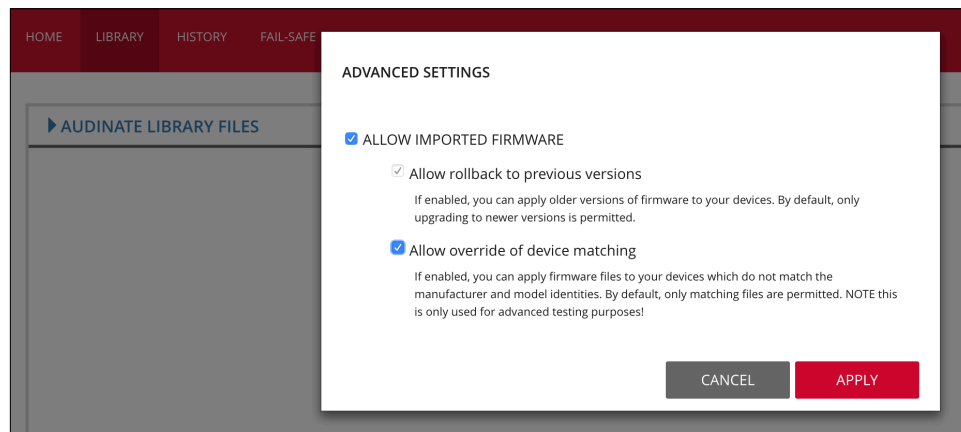 HOME LIBRARY HISTORY FAIL-SAFE
ADVANCED SETTINGS
AUDINATE LIBRARY FILES
ALLOW IMPORTED FIRMWARE
Allow rollback to previous versions
If enabled, you can apply older versions of firmware to your devices. By default, only
upgrading to newer versions is permitted.
Allow override of device matching
If enabled, you can apply firmware files to your devices which do not match the
manufacturer and model identities. By default, only matching files are permitted. NOTE this
is only used for advanced testing purposes!
CANCEL APPLY